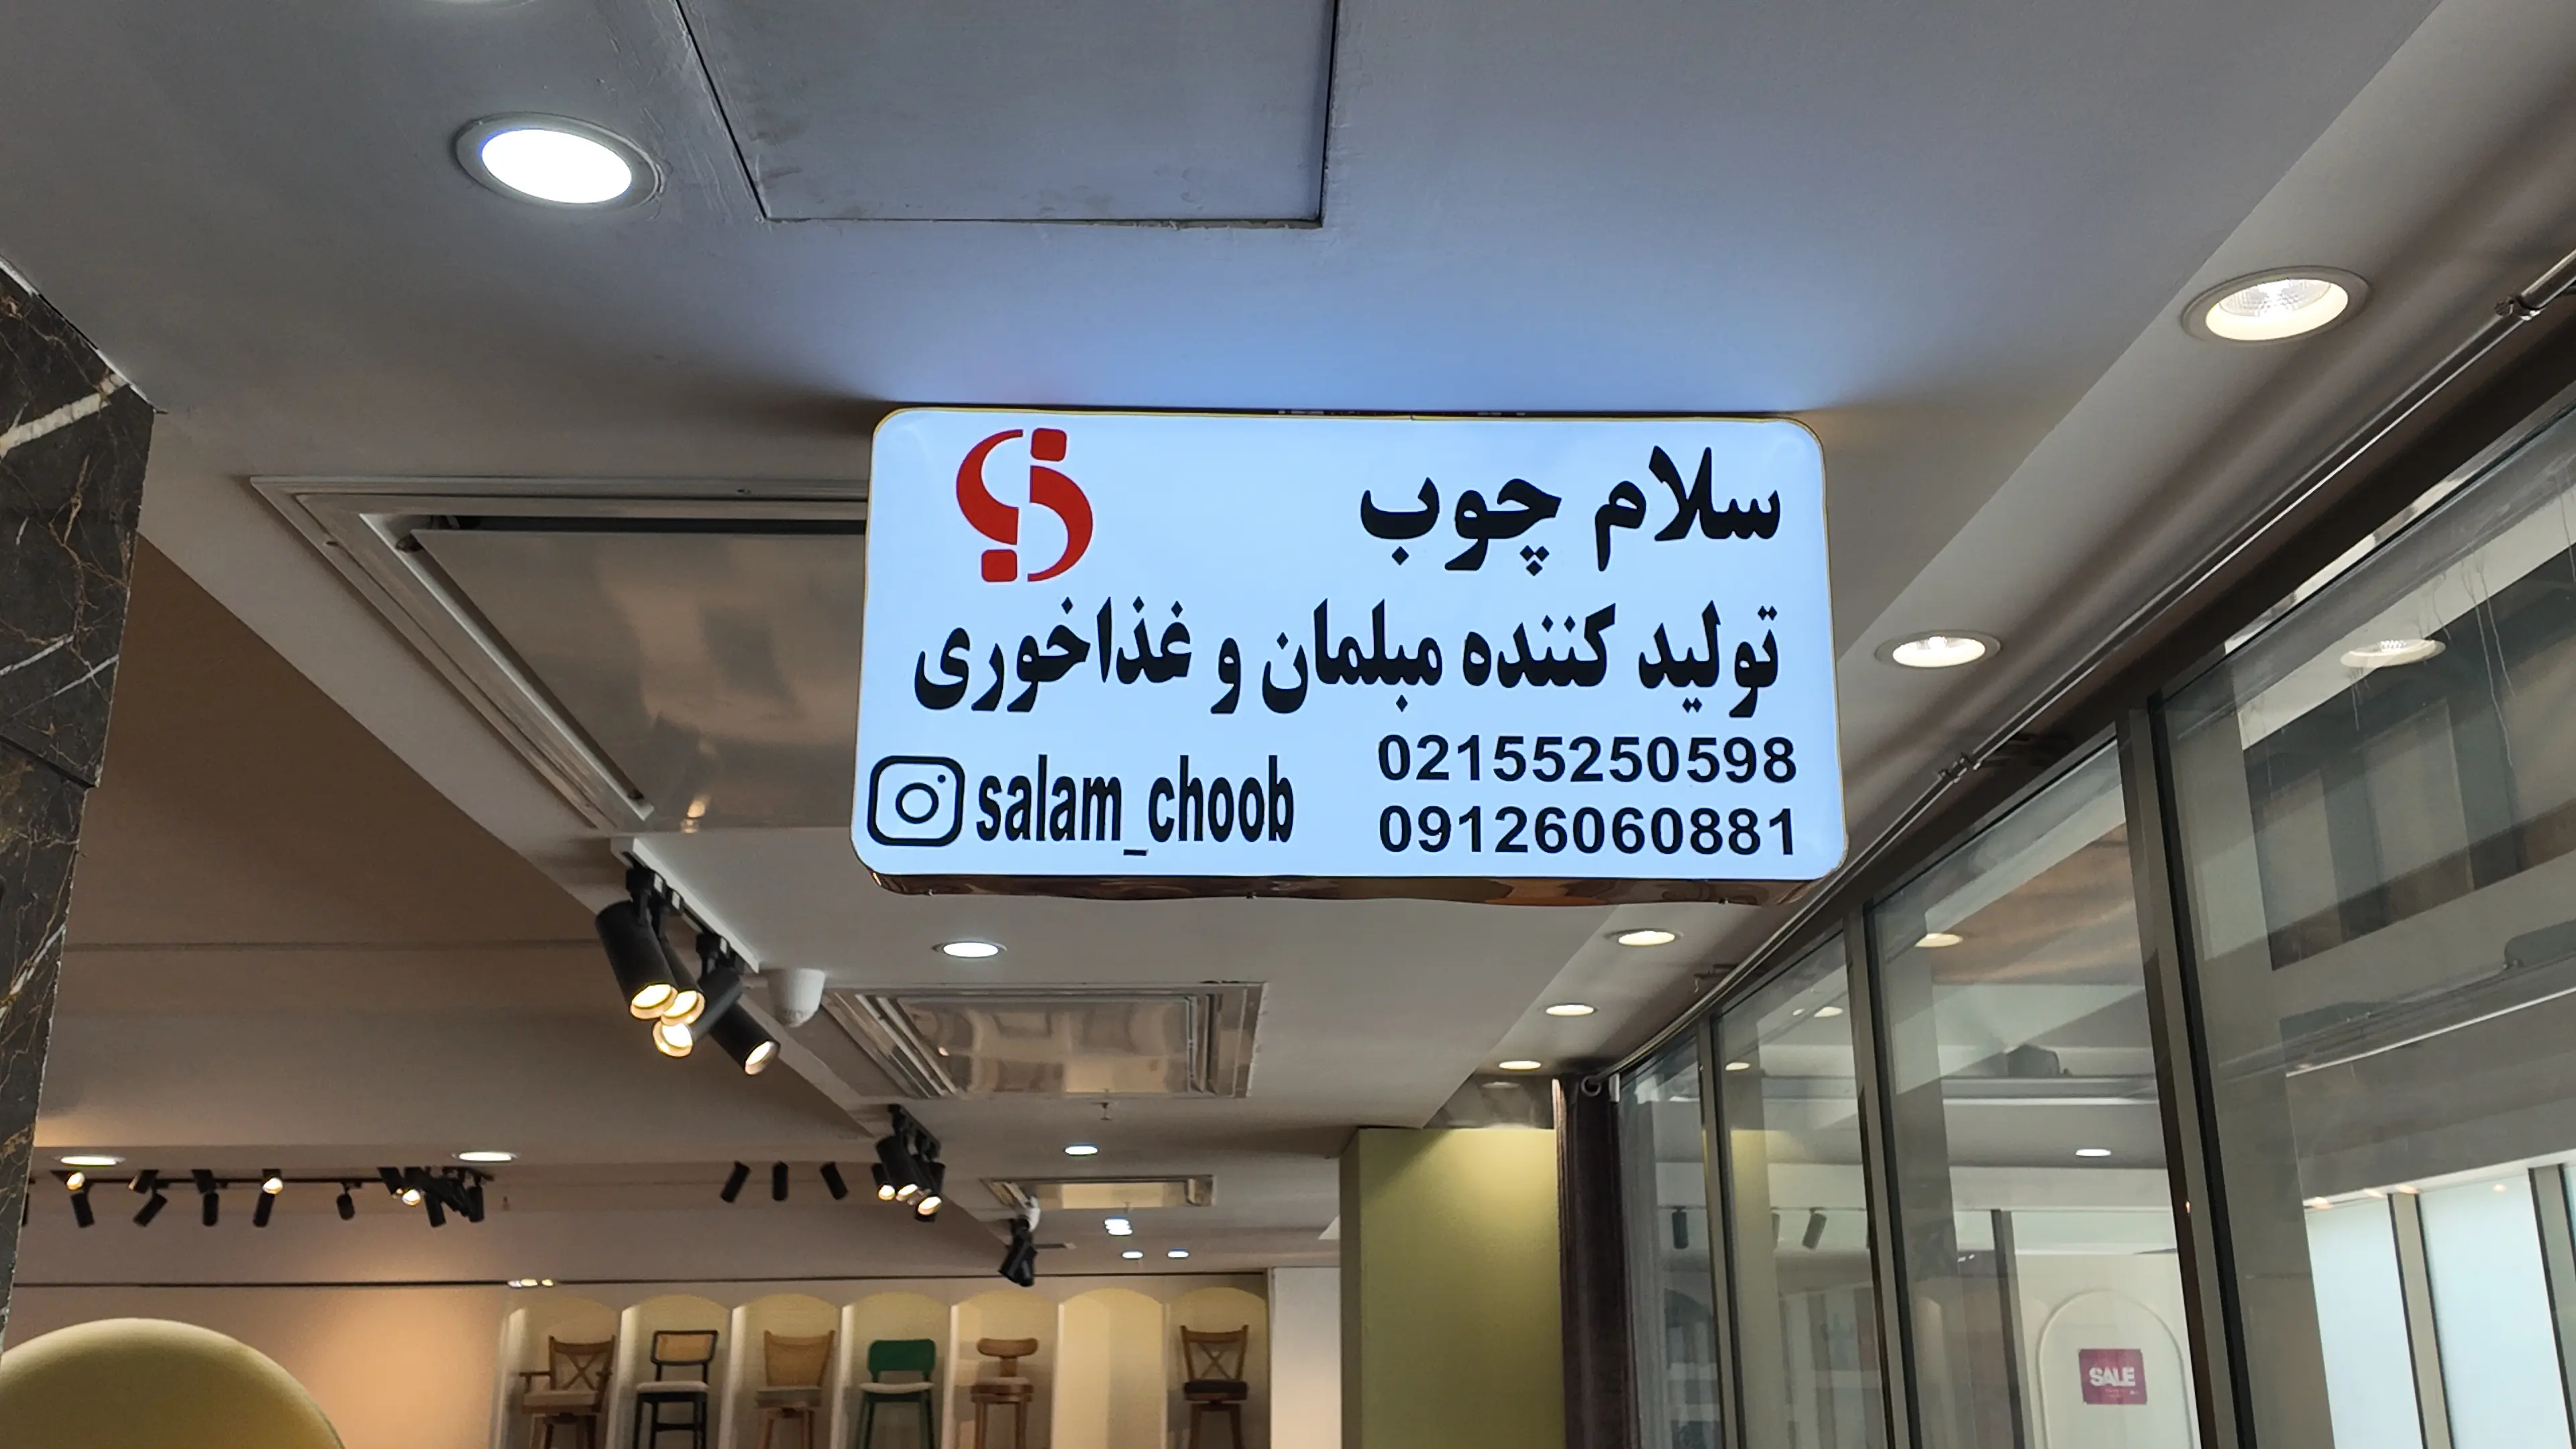 سلام چوب
تولید کننده مبلمان و غذاخوری
02155250598
09126060881
salam_choob
SALE